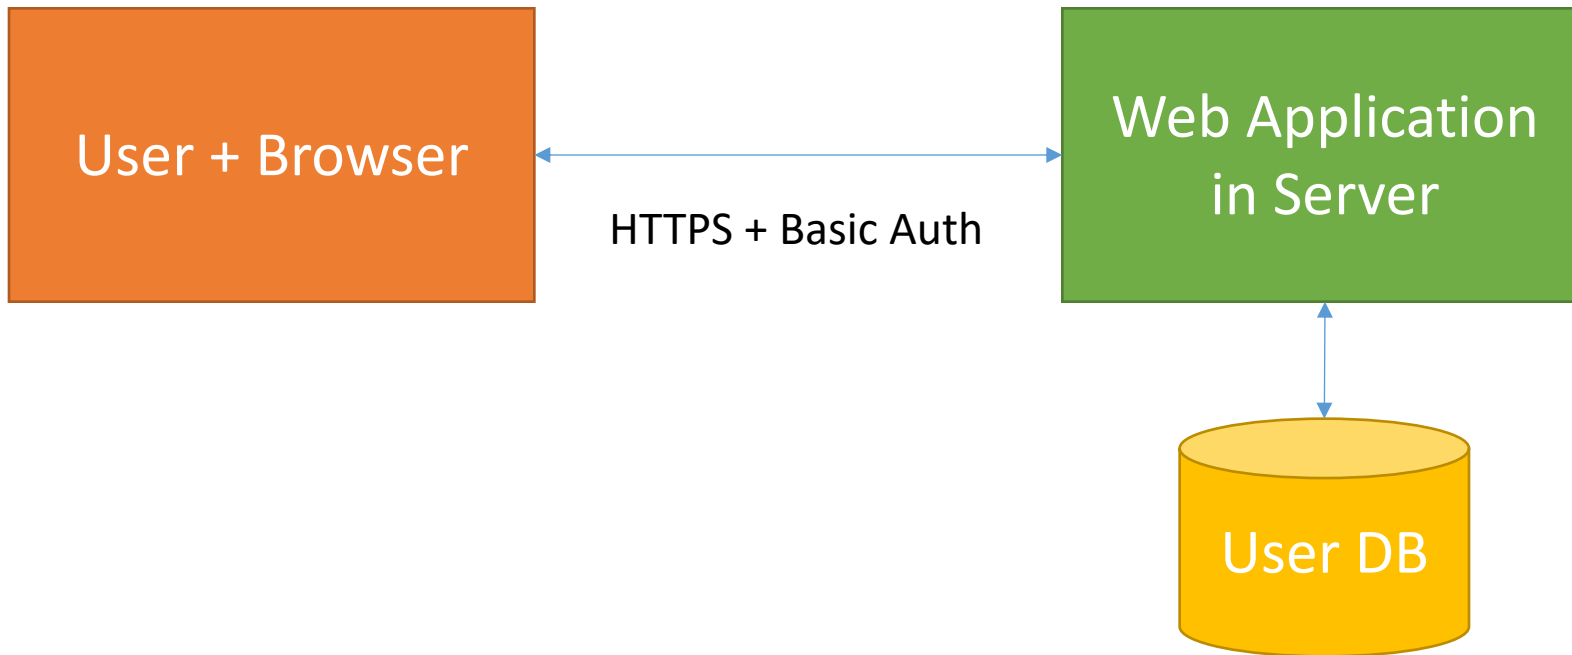 User + Browser
HTTPS + Basic Auth
Web Application
in Server
User DB